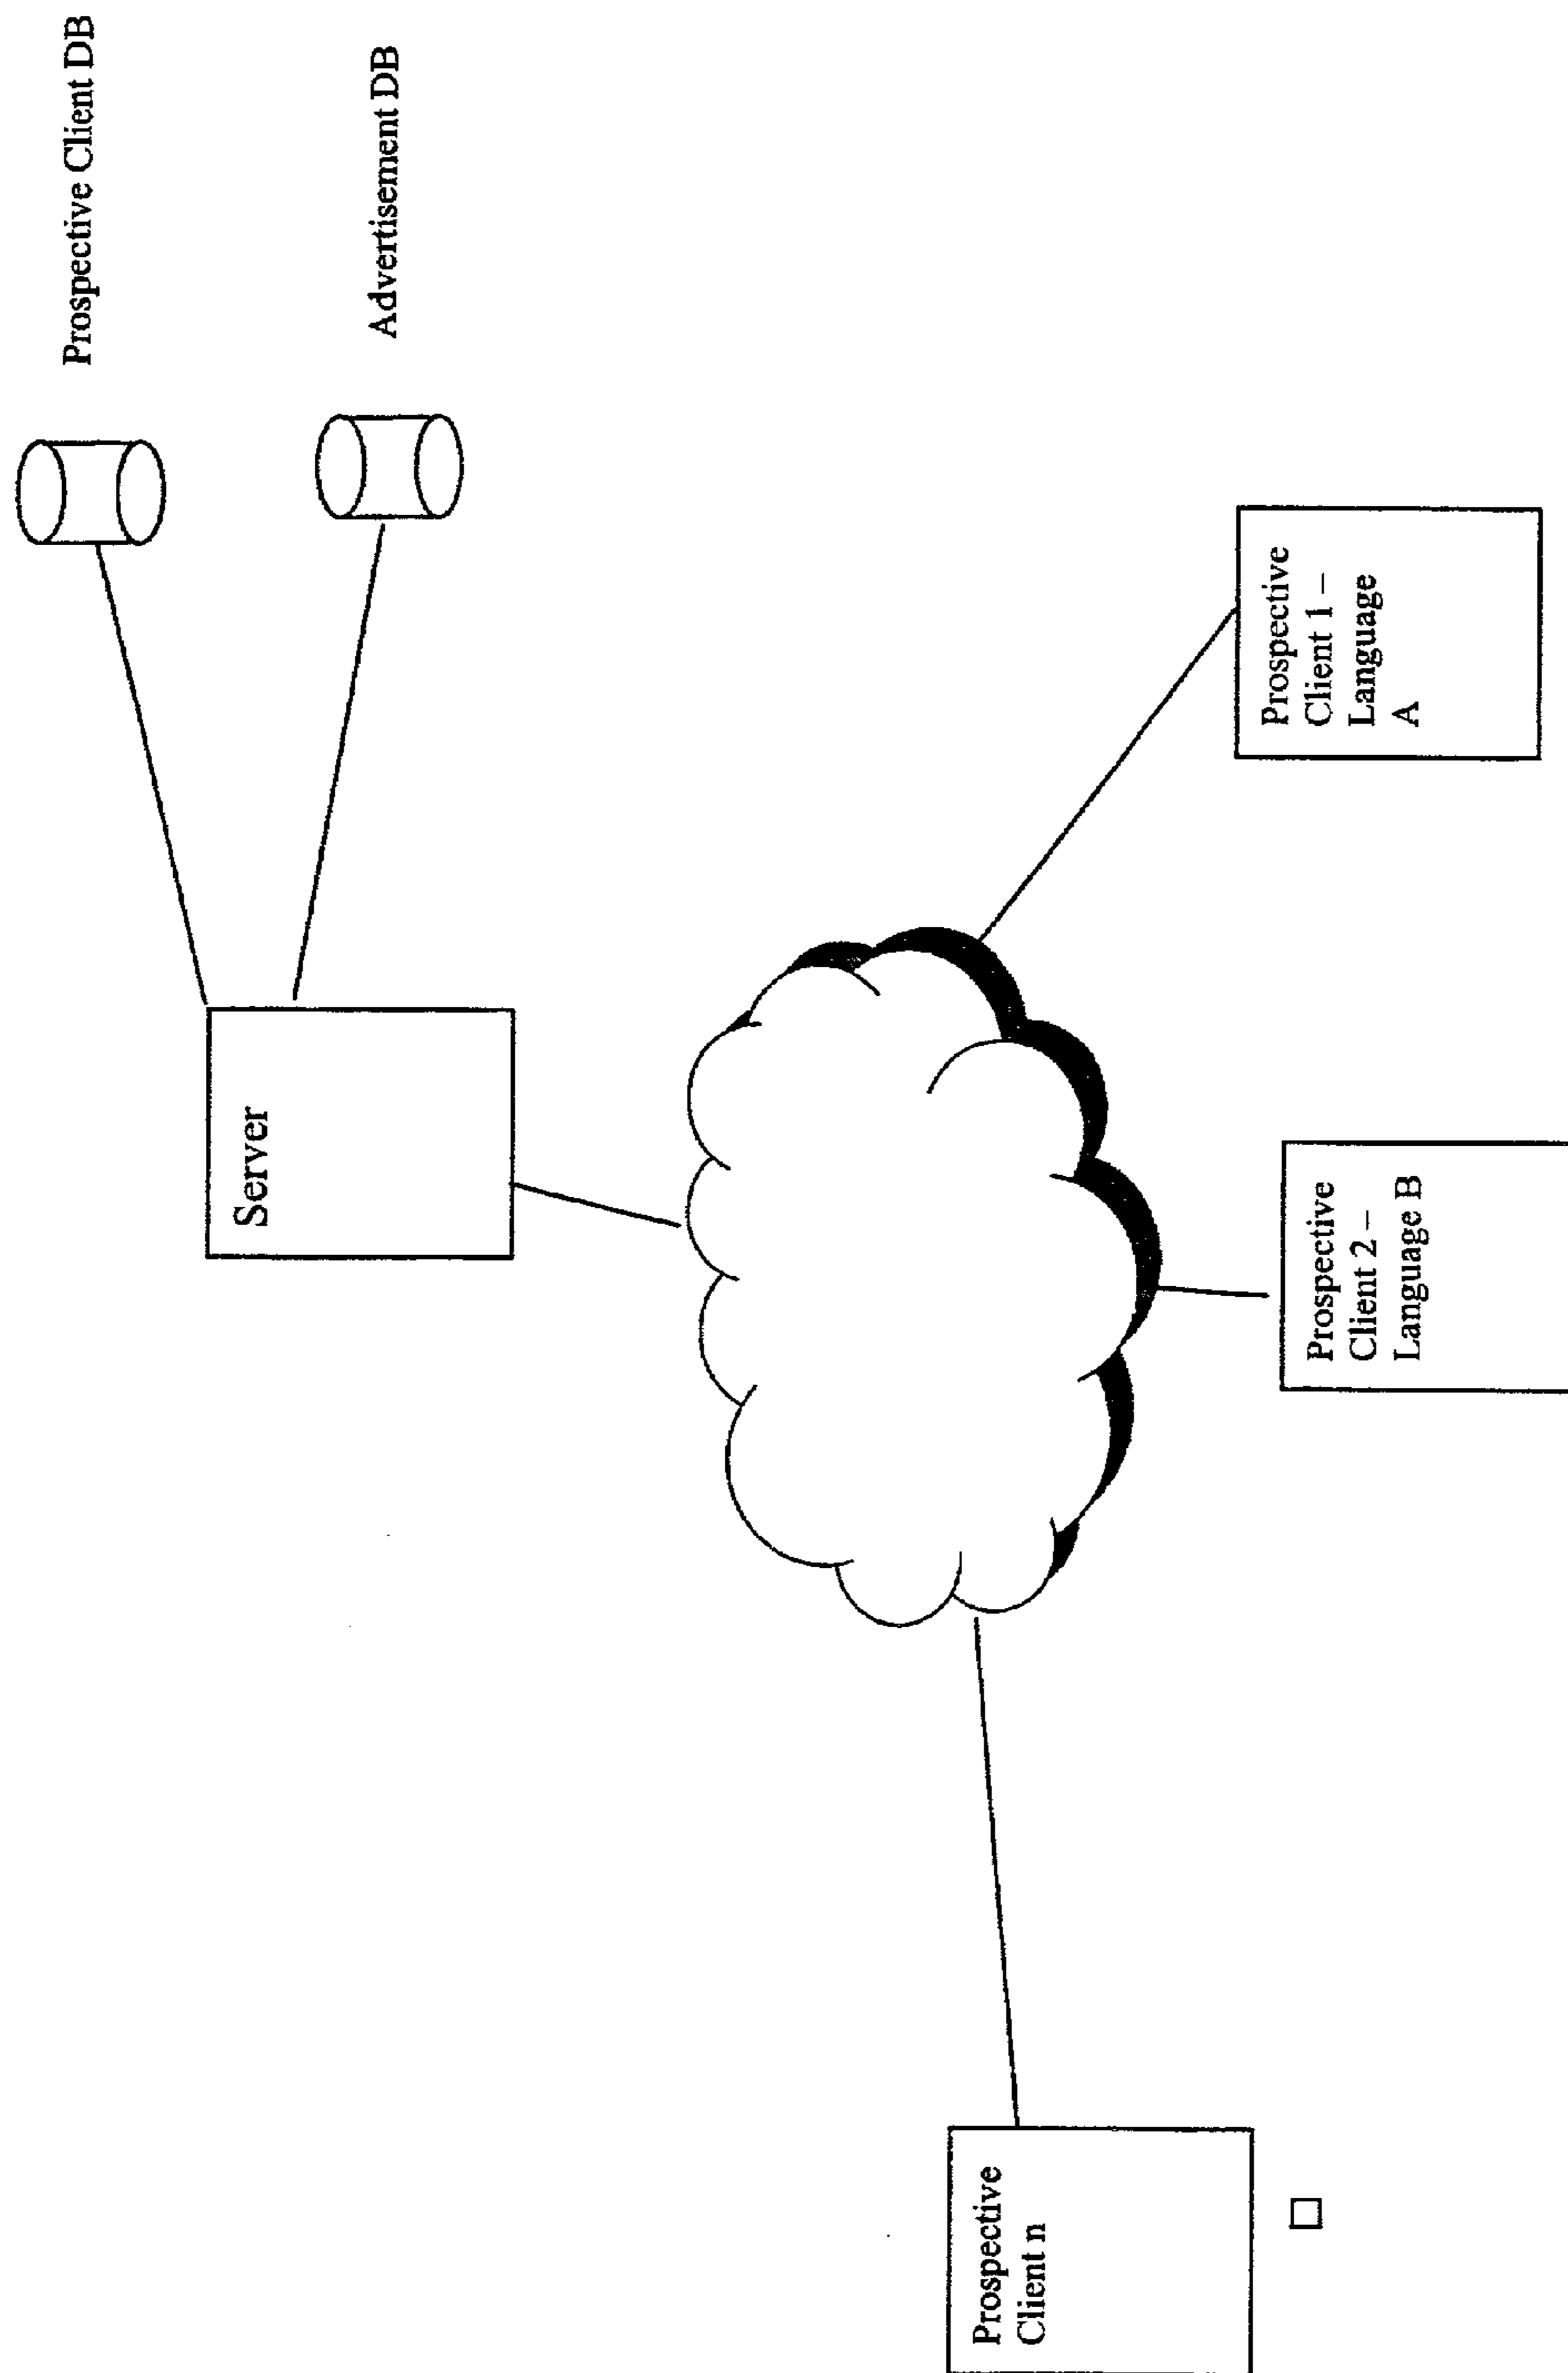 Prospective Client DB
Advertisement DB
Server
Prospective
Client n
Prospective
Client 2 –
Language B
Prospective
Client 1 –
Language
A